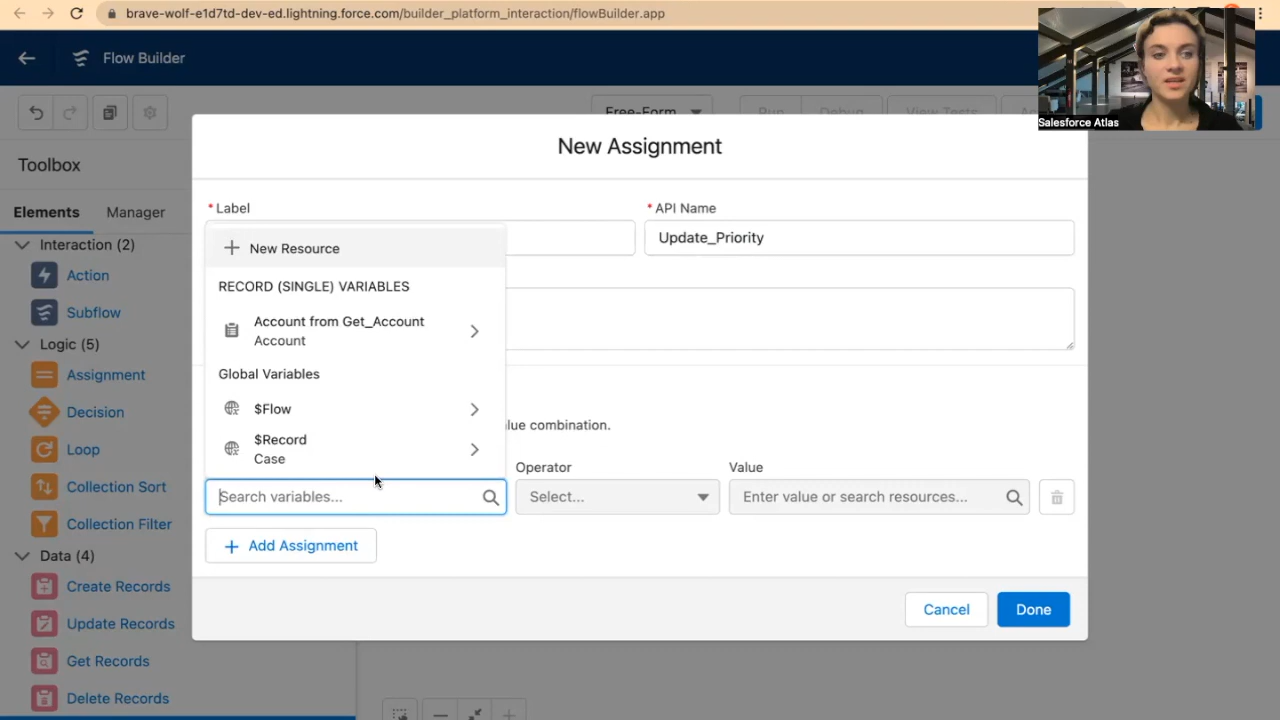 brave-wolf-e1d7td-dev-ed.lightning.force.com/builder_platform_interaction/flowBuilder.app
Flow Builder
Free-Form
Run
Debug
View Tests
Salesforce Atlas
Toolbox
New Assignment
Elements
Manager
* Label
* API Name
Interaction (2)
New Resource
Update_Priority
Action
RECORD (SINGLE) VARIABLES
Subflow
Account from Get_Account
Account
Logic (5)
Global Variables
Assignment
$Flow
Decision
lue combination.
$Record
Case
Loop
Operator
Value
Collection Sort
Search variables...
Select...
Enter value or search resources...
Collection Filter
Add Assignment
Data (4)
Create Records
Cancel
Done
Update Records
Get Records
Delete Records